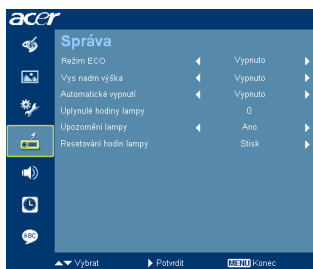 acer
Správa
Režim ECO Vypnuto
Vys nadm výška Vypnuto
Automatické vypnutí Vypnuto
Uplynulé hodiny lampy 0
Upozornění lampy Ano
Resetování hodin lampy Stisk
ABC
Vybrat Potvrdit MENU Konec